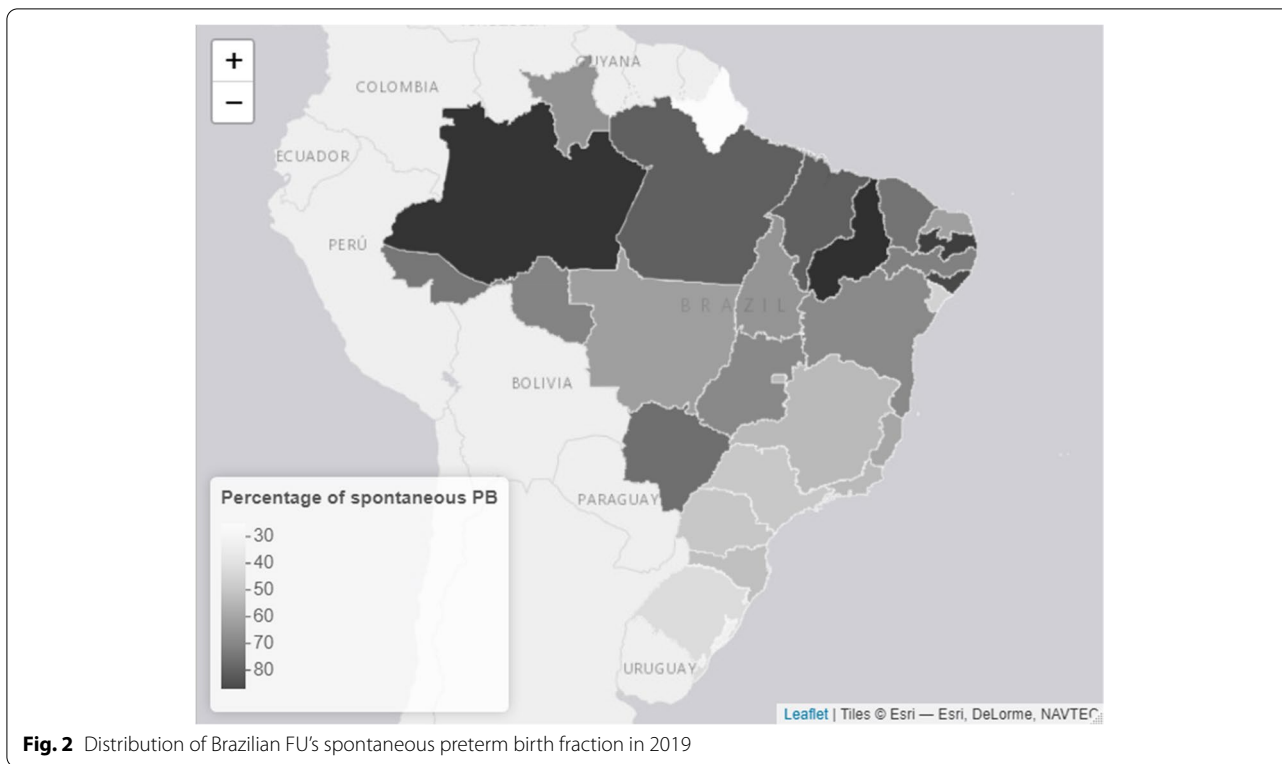 +
−
COLOMBIA
GUYANA
ECUADOR
PERÚ
BRAZIL
BOLIVIA
PARAGUAY
URUGUAY
Percentage of spontaneous PB
30
40
50
60
70
80
Leaflet | Tiles © Esri — Esri, DeLorme, NAVTEQ
Fig. 2 Distribution of Brazilian FU's spontaneous preterm birth fraction in 2019